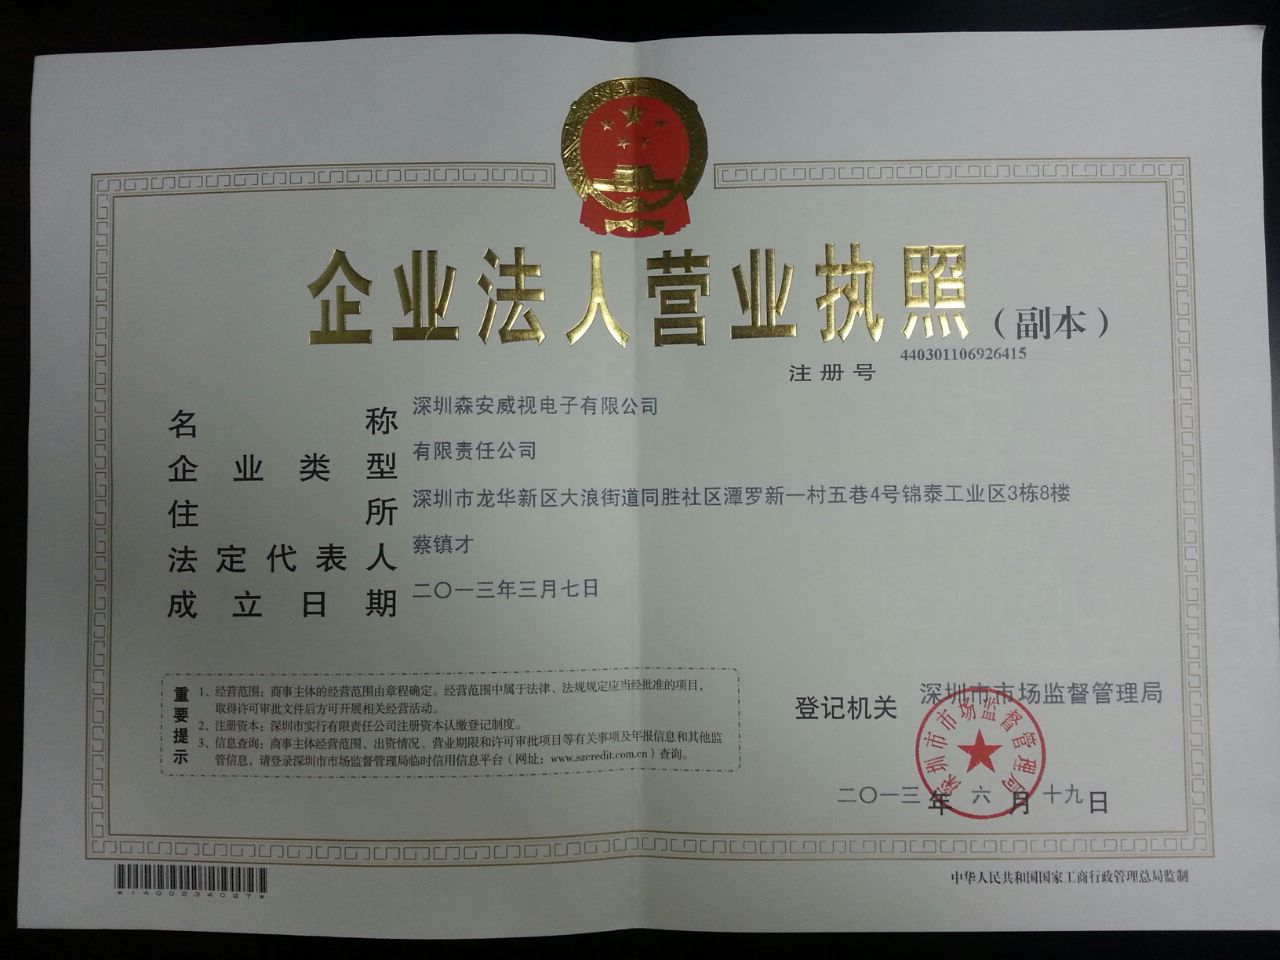 企业法人营业执照(副本)
注册号 440301106926415
名称 深圳森安威视电子有限公司
企业类型 有限责任公司
住所 深圳市龙华新区大浪街道同胜社区潭罗新一村五巷4号锦泰工业区3栋8楼
法定代表人 蔡镇才
成立日期 二〇一三年三月七日
重要提示
1、经营范围:商事主体的经营范围由章程确定。经营范围中属于法律、法规规定应当经批准的项目,
取得许可审批文件后方可开展相关经营活动。
2、注册资本:深圳市实行有限责任公司注册资本认缴登记制度。
3、信息查询:商事主体经营范围、出资情况、营业期限和许可审批项目等有关事项及年报信息和其他监
管信息,请登录深圳市市场监督管理局临时信用信息平台(网址:www.szcredit.com.cn)查询。
登记机关 深圳市市场监督管理局
深圳市市场监督管理局
二〇一三年六月十九日
*1400234027*
中华人民共和国国家工商行政管理总局监制